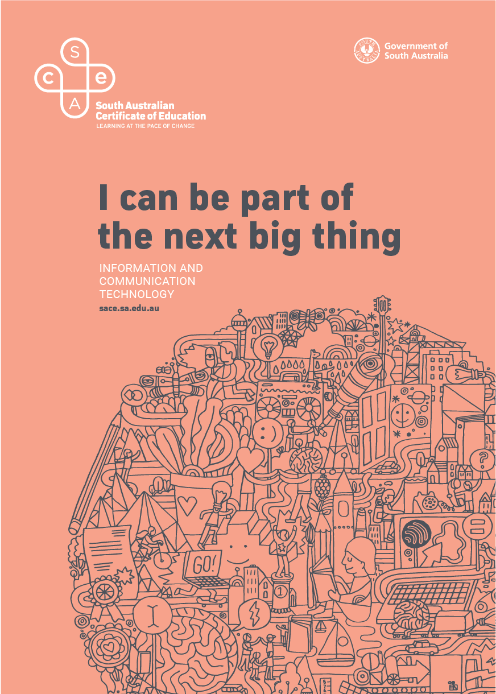 S
c e
A
South Australian
Certificate of Education
LEARNING AT THE PACE OF CHANGE
Government of
South Australia
I can be part of
the next big thing
INFORMATION AND
COMMUNICATION
TECHNOLOGY
sace.sa.edu.au
?
GO!